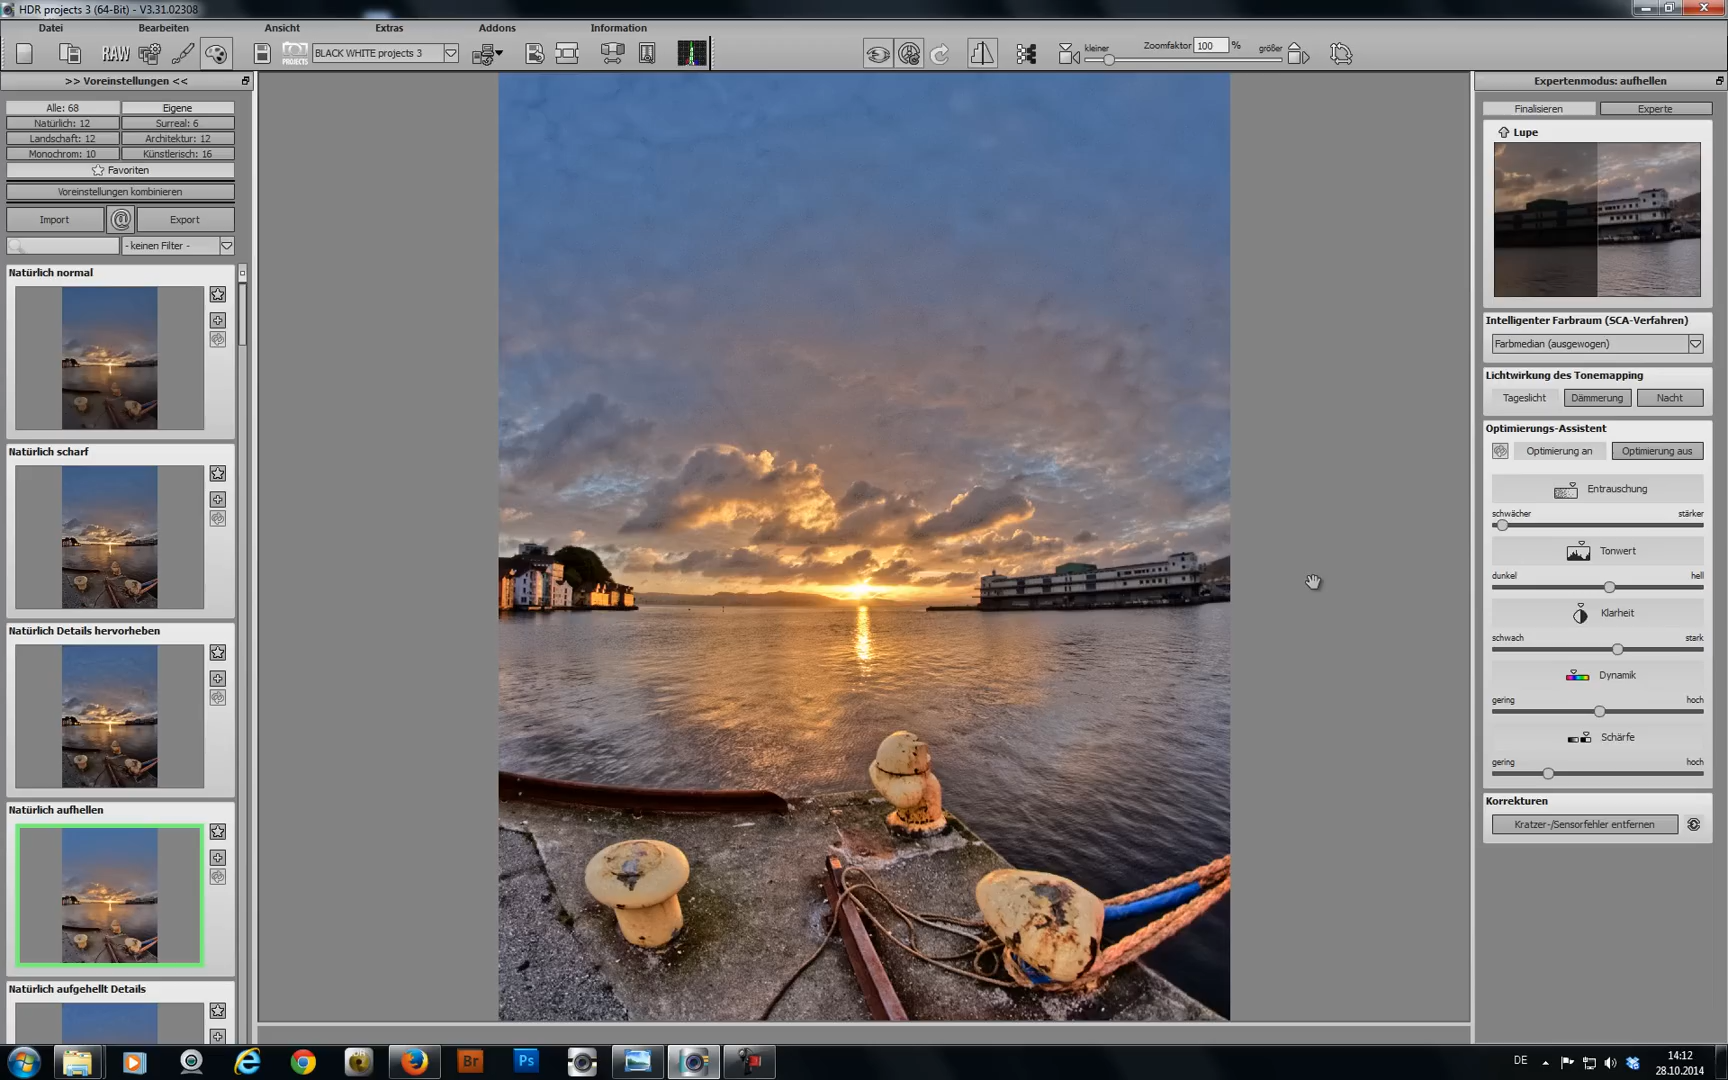 HDR projects 3 (64-Bit) - V3.31.02308
Datei Bearbeiten Ansicht Extras Addons Information
RAW PROJECTS BLACK WHITE projects 3 kleiner Zoomfaktor 100 % größer
>> Voreinstellungen <<
Alle: 68 Eigene
Natürlich: 12 Surreal: 6
Landschaft: 12 Architektur: 12
Monochrom: 10 Künstlerisch: 16
Favoriten
Voreinstellungen kombinieren
Import @ Export
- keinen Filter -
Natürlich normal
Natürlich scharf
Natürlich Details hervorheben
Natürlich aufhellen
Natürlich aufgehellt Details
Expertenmodus: aufhellen
Finalisieren Experte
Lupe
Intelligenter Farbraum (SCA-Verfahren)
Farbmedian (ausgewogen)
Lichtwirkung des Tonemapping
Tageslicht Dämmerung Nacht
Optimierungs-Assistent
Optimierung an Optimierung aus
Entrauschung
schwächer stärker
Tonwert
dunkel hell
Klarheit
schwach stark
Dynamik
gering hoch
Schärfe
gering hoch
Korrekturen
Kratzer-/Sensorfehler entfernen
Br Ps DE 14:12
28.10.2014